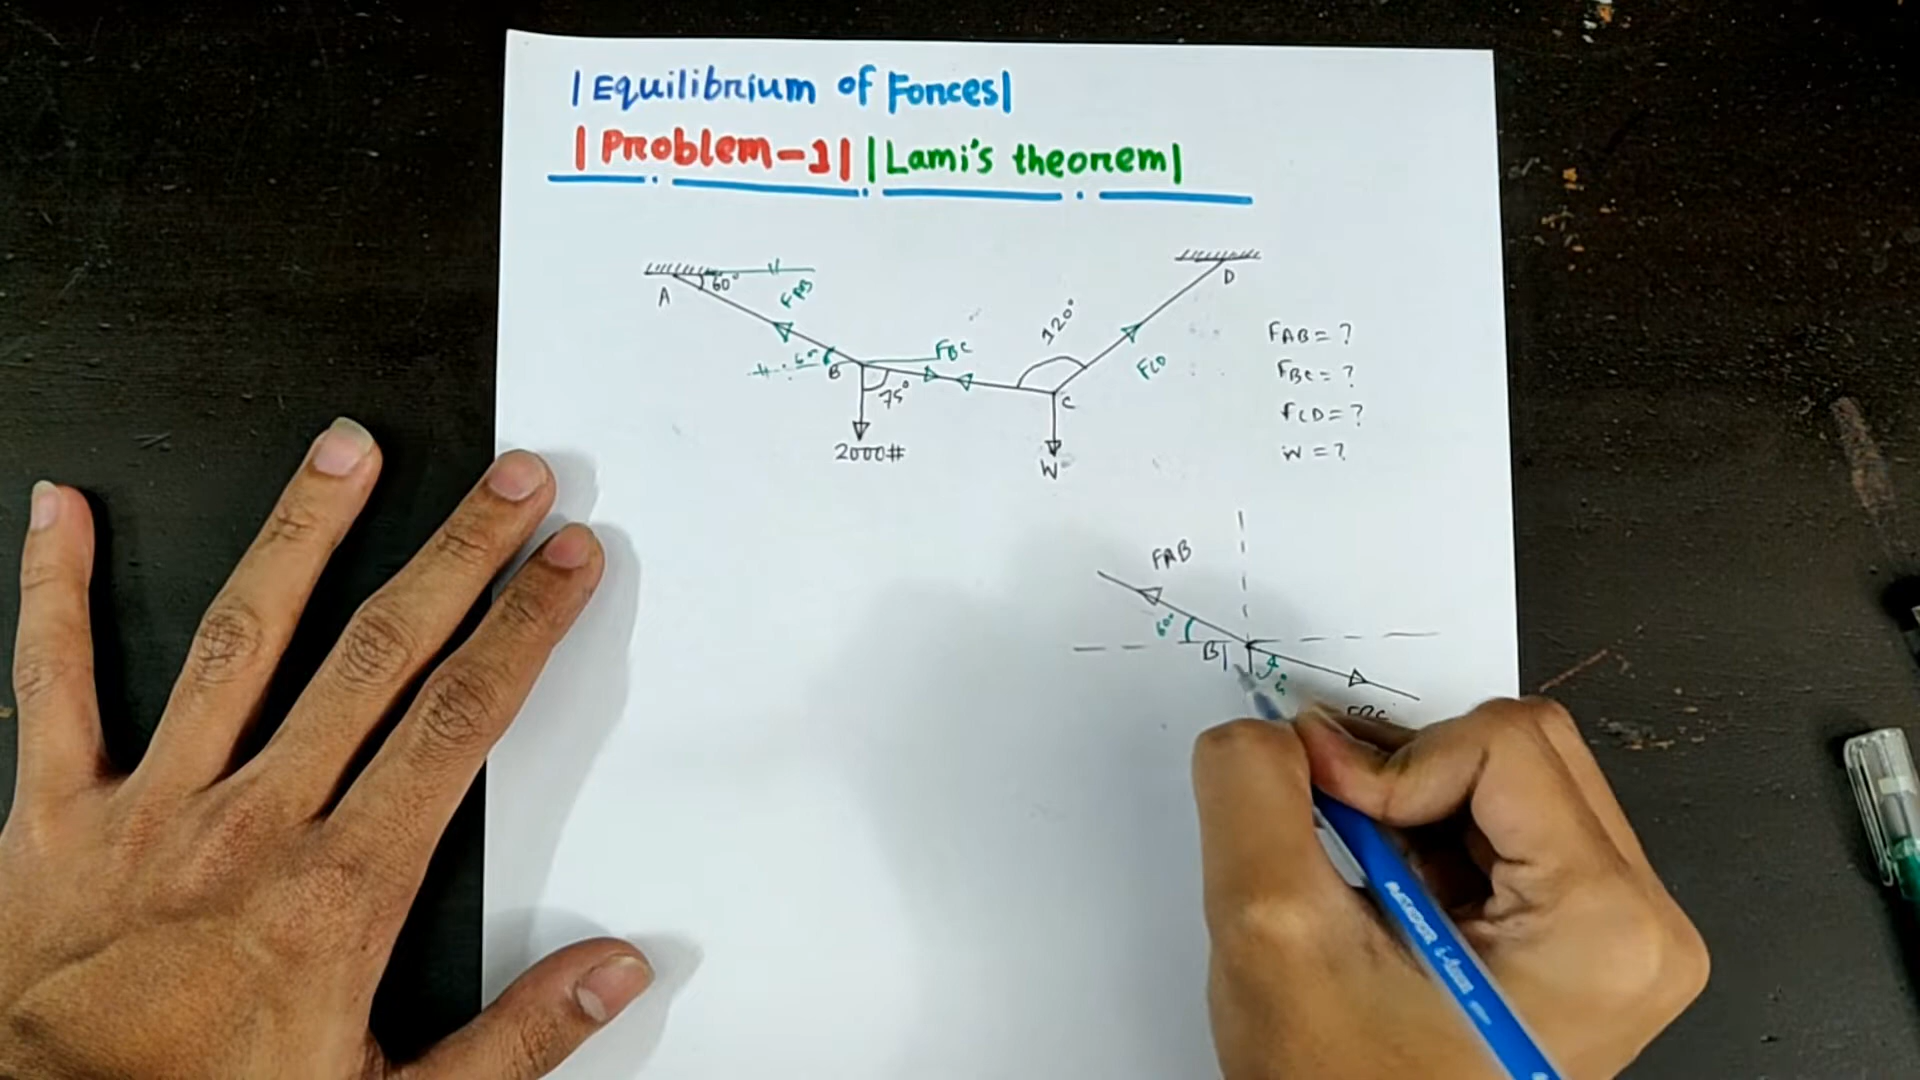 |Equilibrium of Forces|
|Problem-1| |Lami's theorem|
A
60°
FAB
B
75°
2000#
FBC
120°
C
W
FCD
D
FAB = ?
FBC = ?
FCD = ?
W = ?
FAB
60°
B